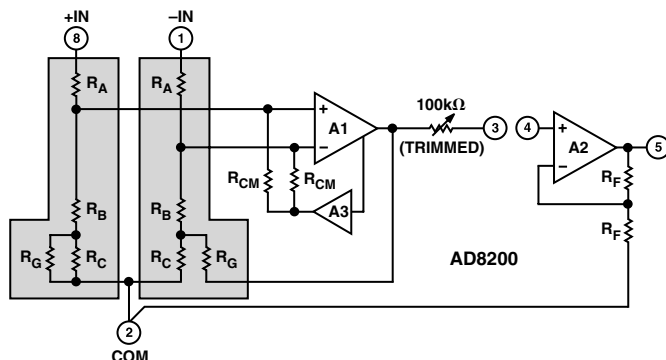 +IN
–IN
8
1
RA
RA
100kΩ
+
A1
–
3
4
+
A2
–
5
(TRIMMED)
RCM
RCM
A3
RF
RB
RB
RF
RG
RC
RC
RG
AD8200
2
COM